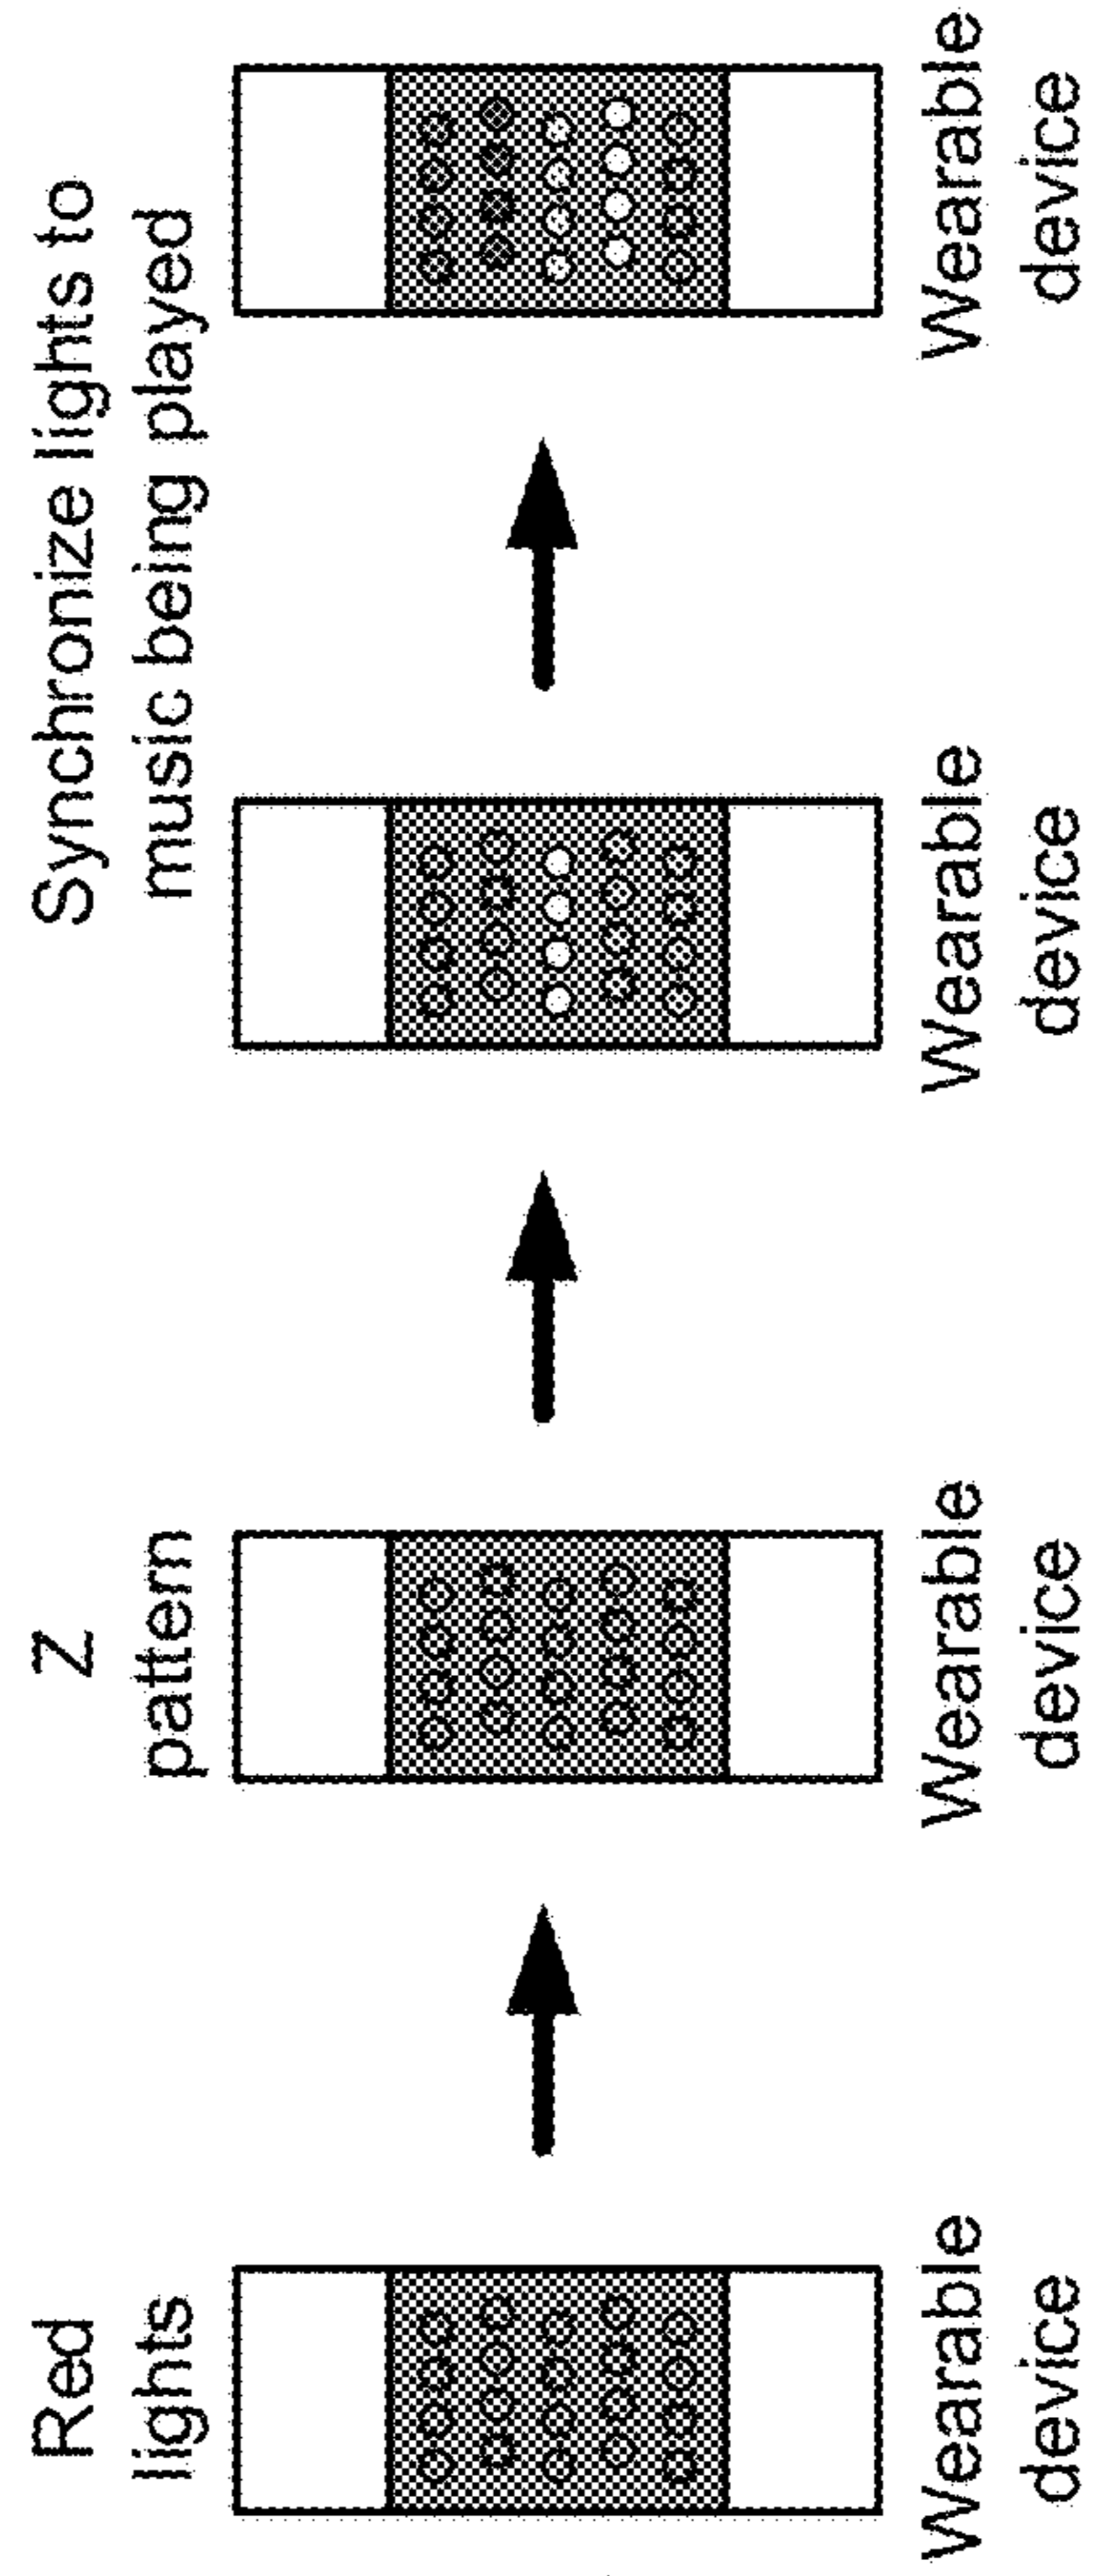 Red
lights
Z
pattern
Synchronize lights to
music being played
Wearable
device
Wearable
device
Wearable
device
Wearable
device